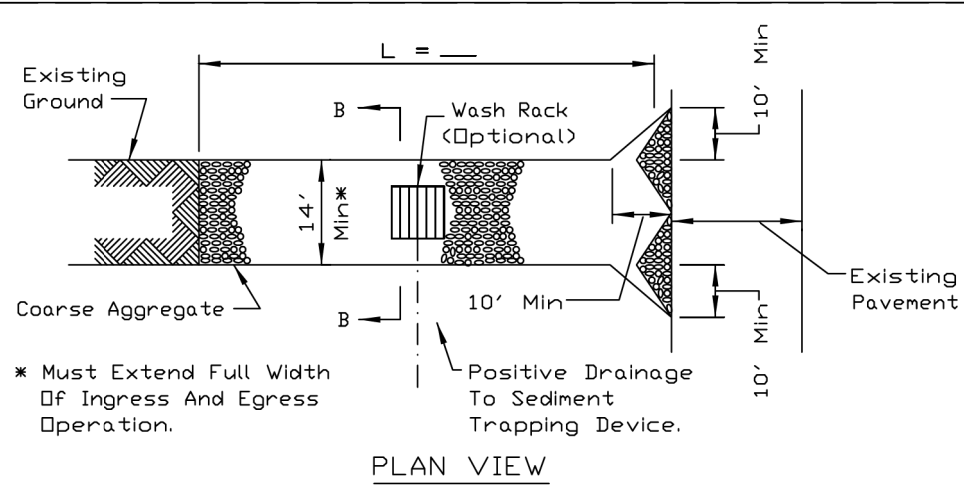 L = ___
Existing
Ground
B
Wash Rack
(Optional)
10' Min
14'
Min*
Coarse Aggregate
B
10' Min
Existing
Pavement
10' Min
* Must Extend Full Width
Of Ingress And Egress
Operation.
Positive Drainage
To Sediment
Trapping Device.
PLAN VIEW